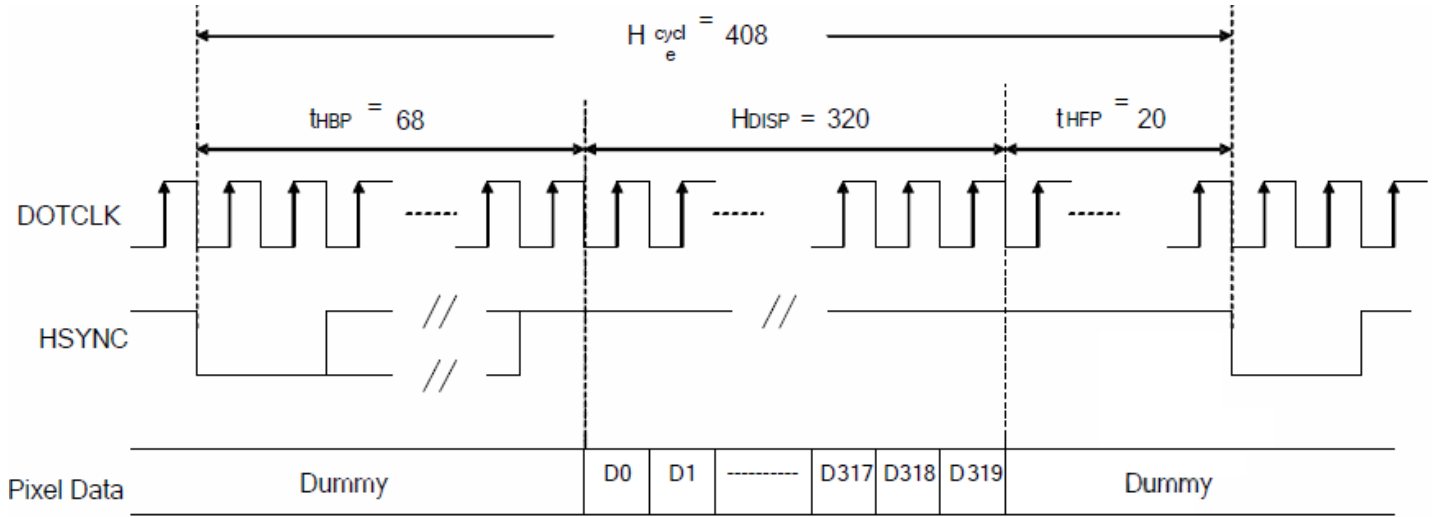 H cycl e = 408
tHBP = 68
HDISP = 320
tHFP = 20
DOTCLK
HSYNC
Pixel Data
Dummy
D0
D1
D317
D318
D319
Dummy